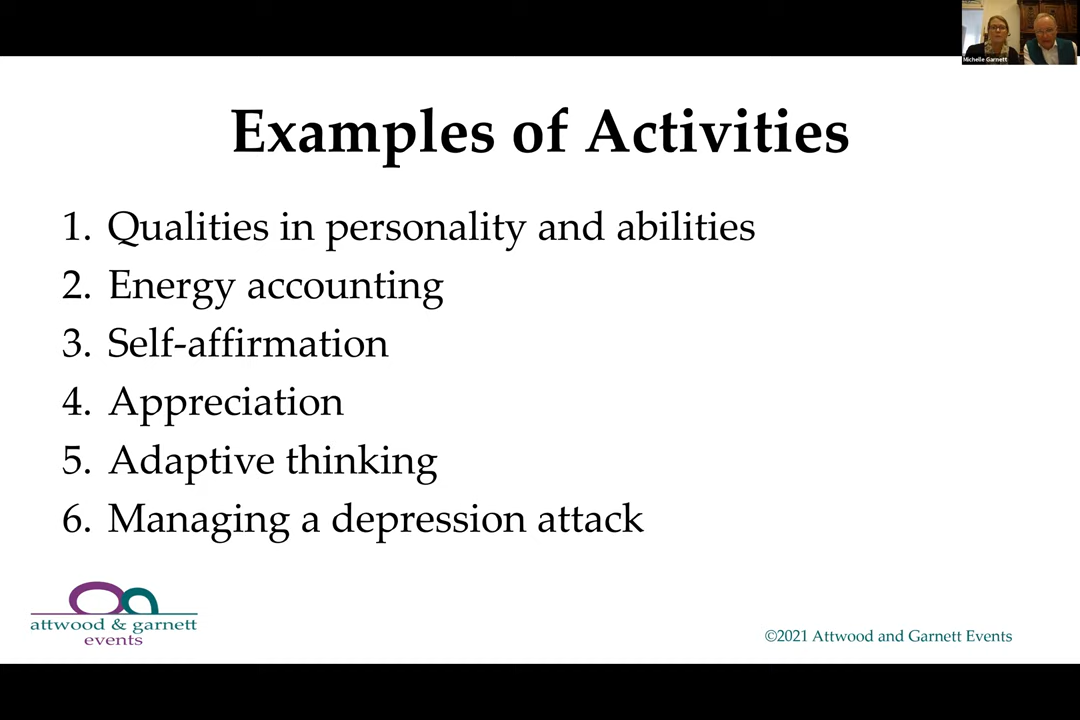 Michelle Garnett
Examples of Activities
1. Qualities in personality and abilities
2. Energy accounting
3. Self-affirmation
4. Appreciation
5. Adaptive thinking
6. Managing a depression attack
attwood & garnett
events
©2021 Attwood and Garnett Events